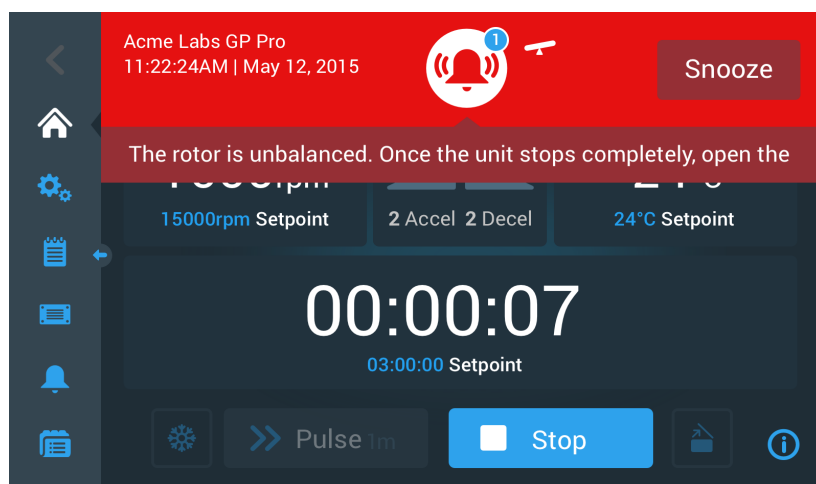 Acme Labs GP Pro
1
11:22:24AM | May 12, 2015
Snooze
The rotor is unbalanced. Once the unit stops completely, open the
rpm
15000rpm Setpoint
2 Accel 2 Decel
24°C Setpoint
00:00:07
03:00:00 Setpoint
Pulse 1m
Stop